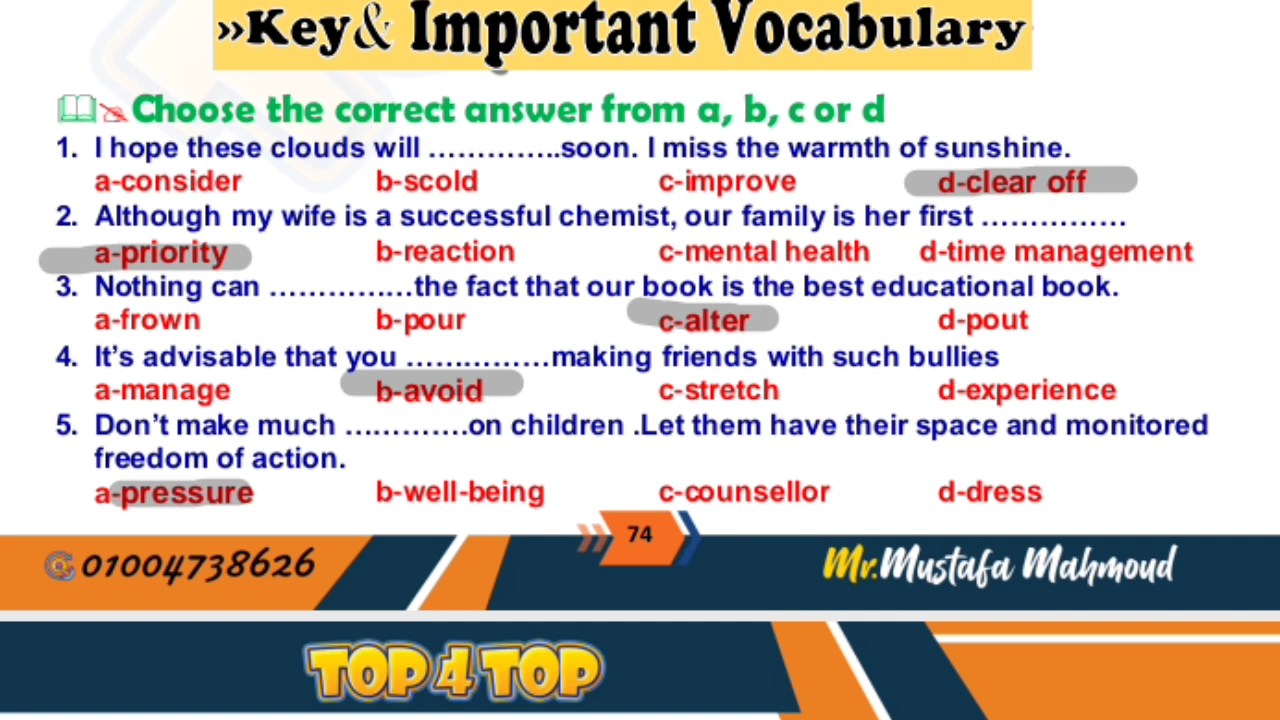 »Key& Important Vocabulary
Choose the correct answer from a, b, c or d
1. I hope these clouds will …………..soon. I miss the warmth of sunshine.
a-consider b-scold c-improve d-clear off
2. Although my wife is a successful chemist, our family is her first ……………
a-priority b-reaction c-mental health d-time management
3. Nothing can ……………the fact that our book is the best educational book.
a-frown b-pour c-alter d-pout
4. It’s advisable that you ……………making friends with such bullies
a-manage b-avoid c-stretch d-experience
5. Don’t make much ………….on children .Let them have their space and monitored
freedom of action.
a-pressure b-well-being c-counsellor d-dress
74
01004738626 Mr.Mustafa Mahmoud
TOP 4 TOP